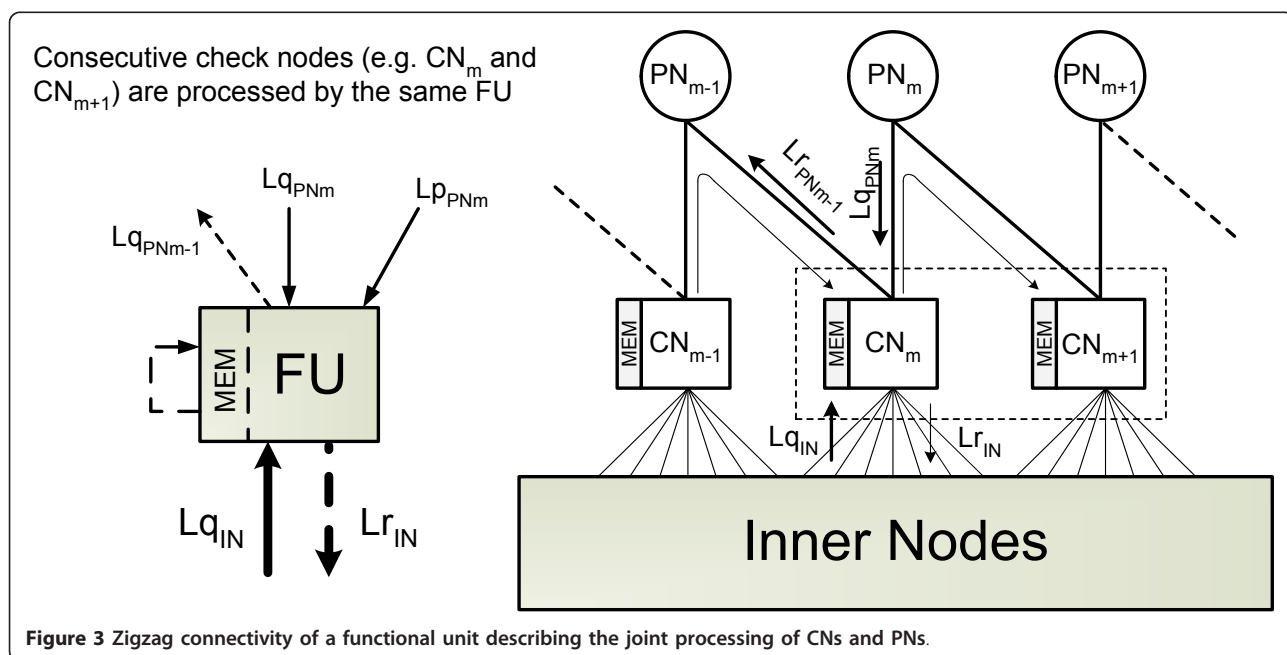 Consecutive check nodes (e.g. CNm and
CNm+1) are processed by the same FU
PNm-1
PNm
PNm+1
LrPNm-1
LqPNm
LqPNm
LpPNm
LqPNm-1
MEM
FU
LqIN
LrIN
MEM
CNm-1
MEM
CNm
MEM
CNm+1
LqIN
LrIN
Inner Nodes
Figure 3 Zigzag connectivity of a functional unit describing the joint processing of CNs and PNs.